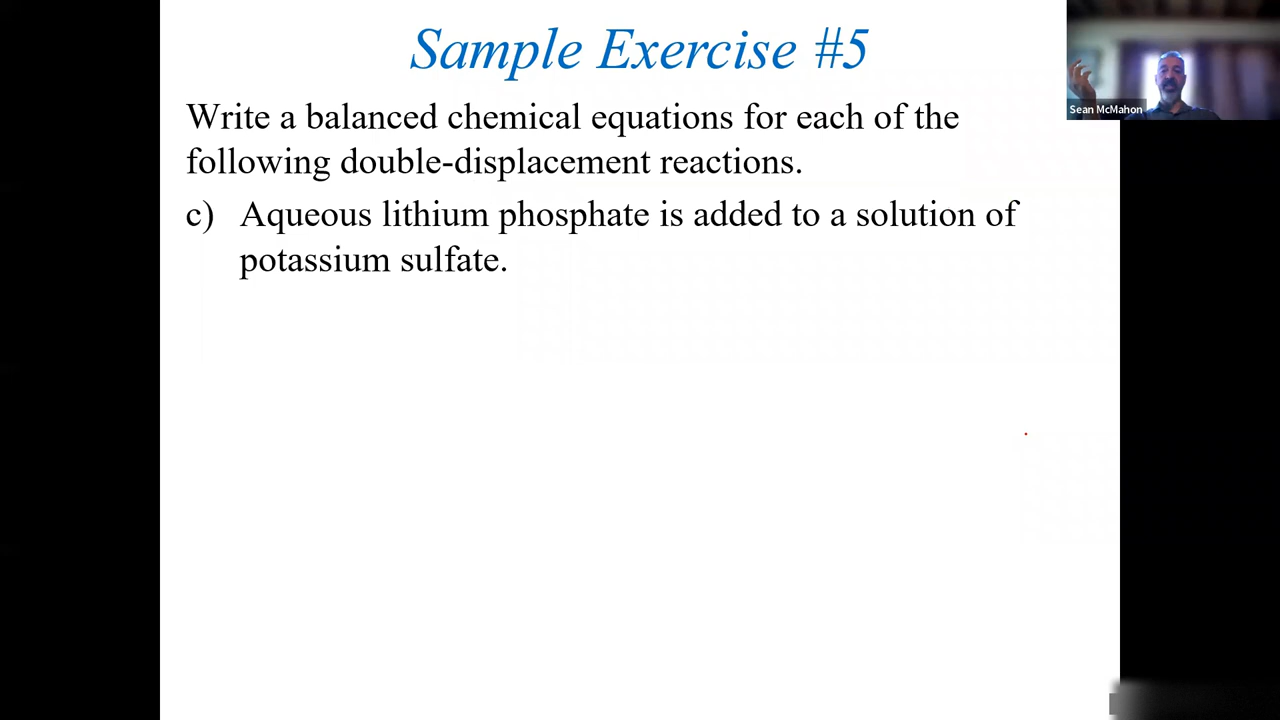 Sample Exercise #5
Sean McMahon
Write a balanced chemical equations for each of the
following double-displacement reactions.
c) Aqueous lithium phosphate is added to a solution of
potassium sulfate.